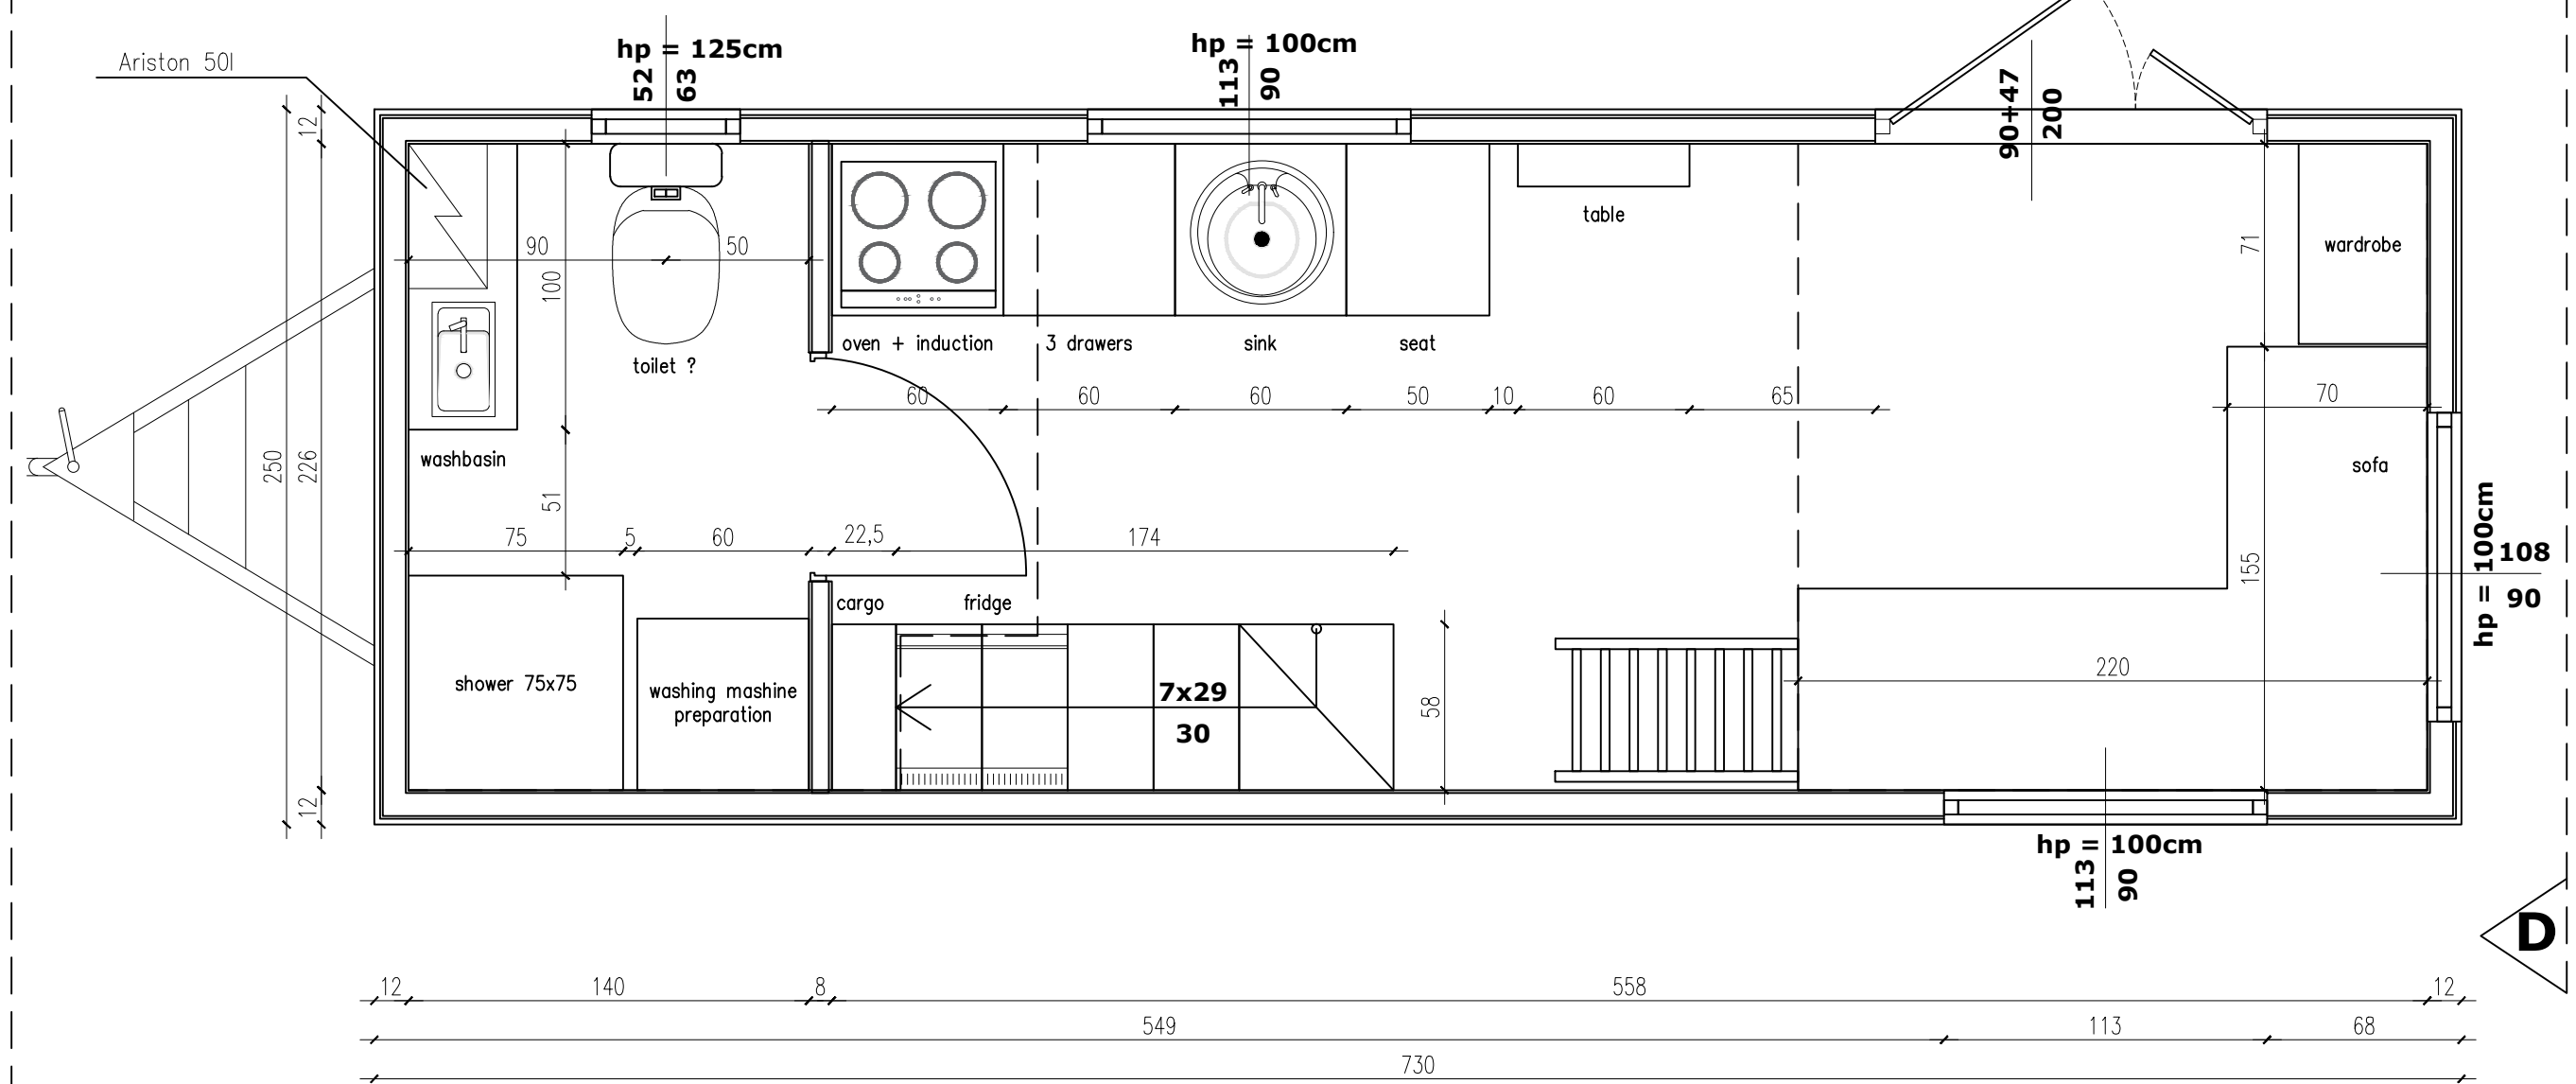 Ariston 50l
hp = 125cm
52
63
hp = 100cm
113
90
90+47
200
12
250
226
12
90
50
100
51
toilet ?
washbasin
75
5
60
22,5
174
shower 75x75
washing mashine
preparation
oven + induction
3 drawers
sink
seat
table
60
60
60
50
10
60
65
cargo
fridge
7x29
30
58
71
wardrobe
70
sofa
155
220
hp = 100cm
108
90
hp = 100cm
113
90
D
12
140
8
558
12
549
113
68
730